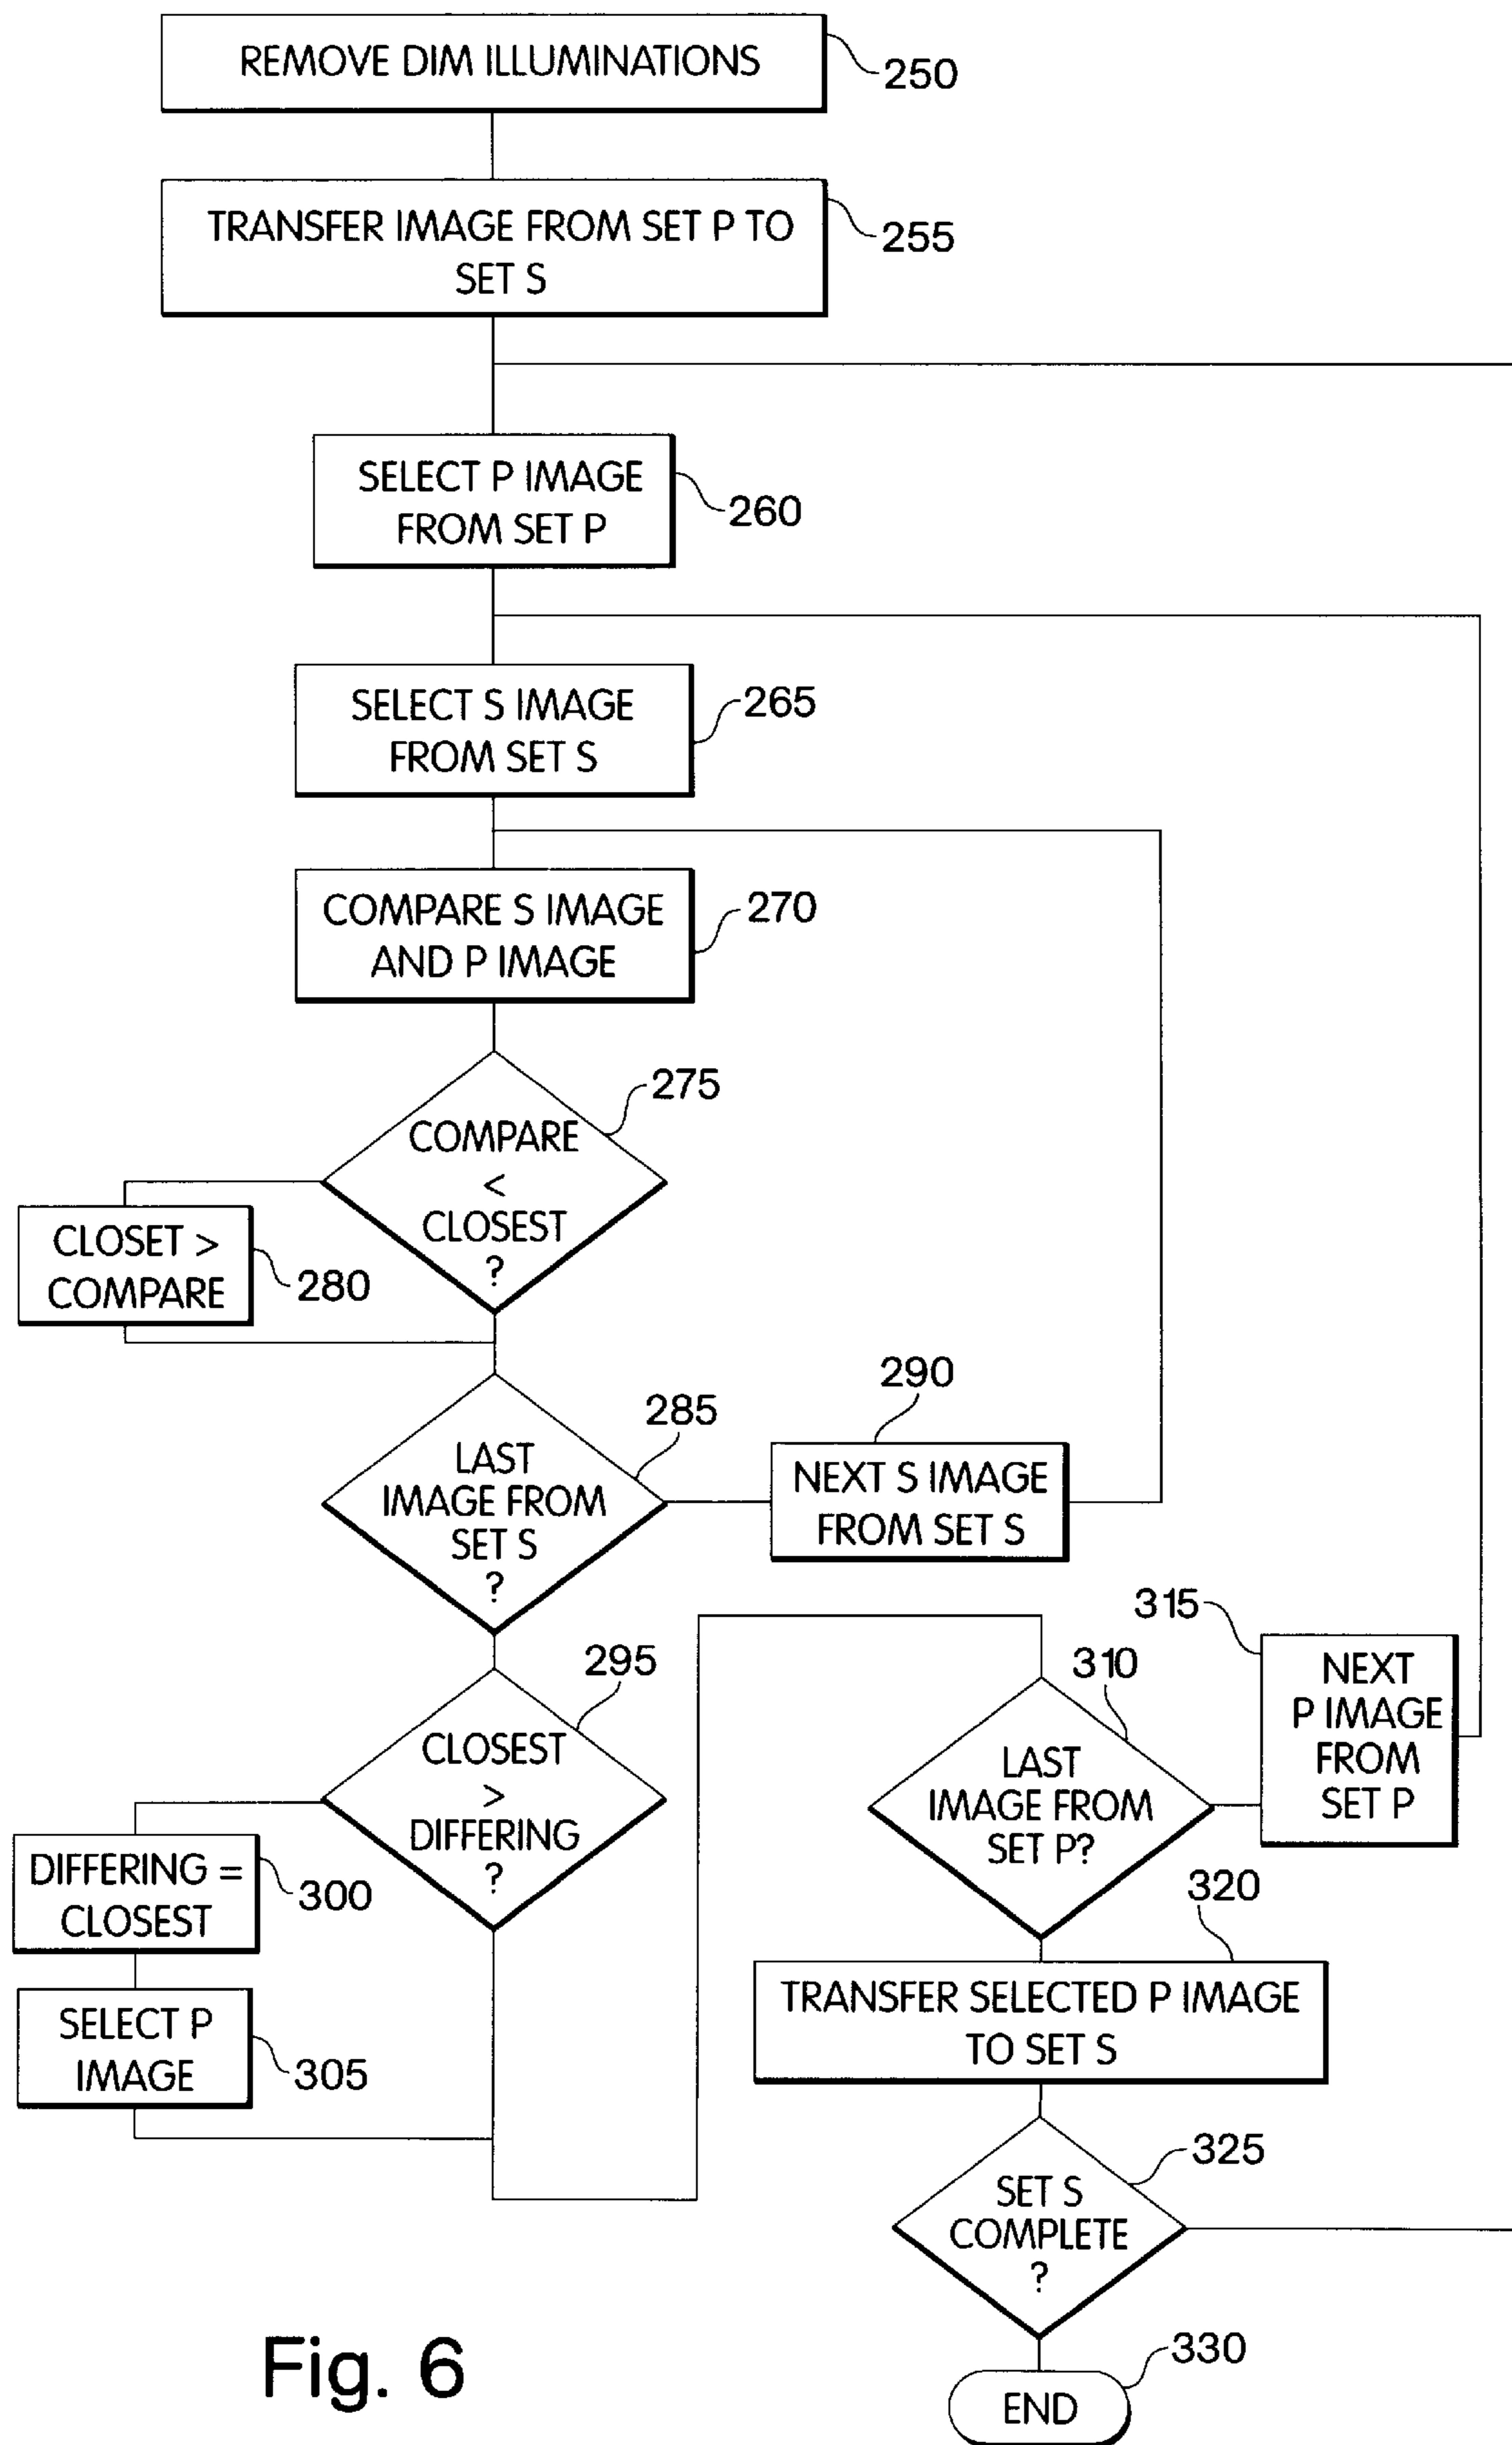 REMOVE DIM ILLUMINATIONS
250
TRANSFER IMAGE FROM SET P TO
SET S
255
SELECT P IMAGE
FROM SET P
260
SELECT S IMAGE
FROM SET S
265
COMPARE S IMAGE
AND P IMAGE
270
COMPARE
<
CLOSEST
?
275
CLOSET >
COMPARE
280
LAST
IMAGE FROM
SET S
?
285
NEXT S IMAGE
FROM SET S
290
CLOSEST
>
DIFFERING
?
295
DIFFERING =
CLOSEST
300
SELECT P
IMAGE
305
LAST
IMAGE FROM
SET P?
310
NEXT
P IMAGE
FROM
SET P
315
TRANSFER SELECTED P IMAGE
TO SET S
320
SET S
COMPLETE
?
325
END
330
Fig. 6